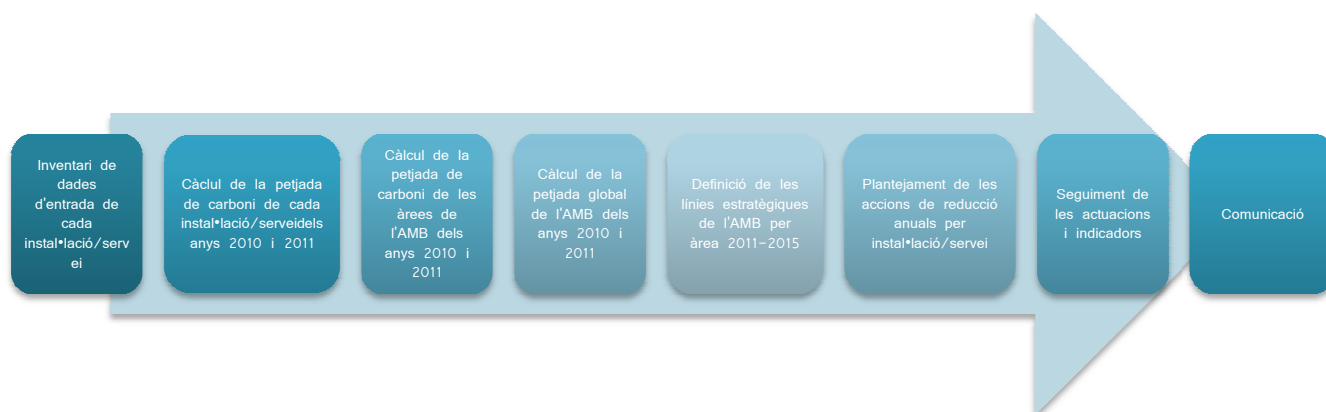 Inventari de
dades
d'entrada de
cada
instal•lació/serv
ei
Càclul de la petjada
de carboni de cada
instal•lació/serveidels
anys 2010 i 2011
Càlcul de la
petjada de
carboni de les
àrees de
l'AMB dels
anys 2010 i
2011
Càlcul de la
petjada global
de l'AMB dels
anys 2010 i
2011
Definició de les
línies estratègiques
de l'AMB per
àrea 2011-2015
Plantejament de les
accions de reducció
anuals per
instal•lació/servei
Seguiment de
les actuacions
i indicadors
Comunicació